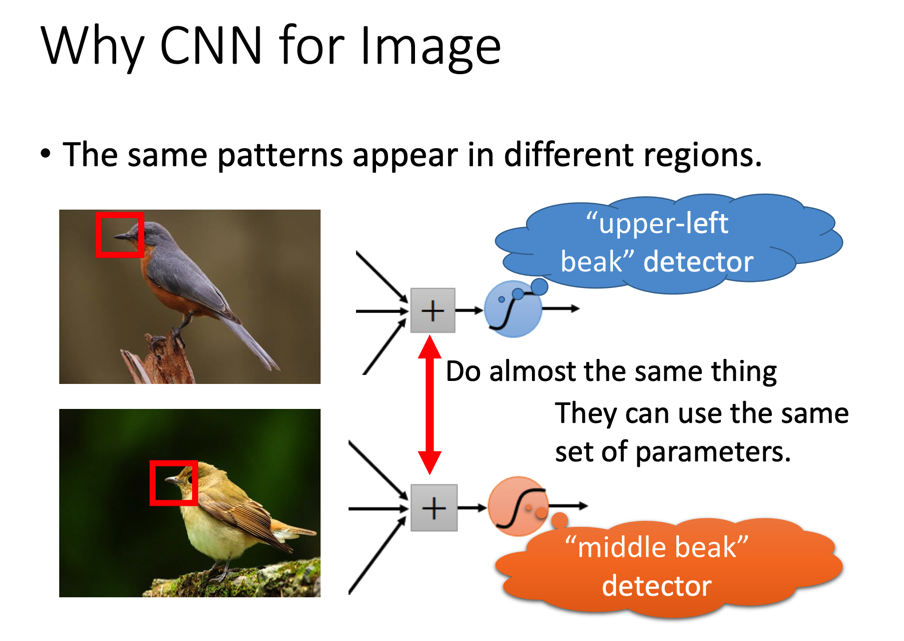 Why CNN for Image
• The same patterns appear in different regions.
“upper-left
beak” detector
+
Do almost the same thing
They can use the same
set of parameters.
+
“middle beak”
detector